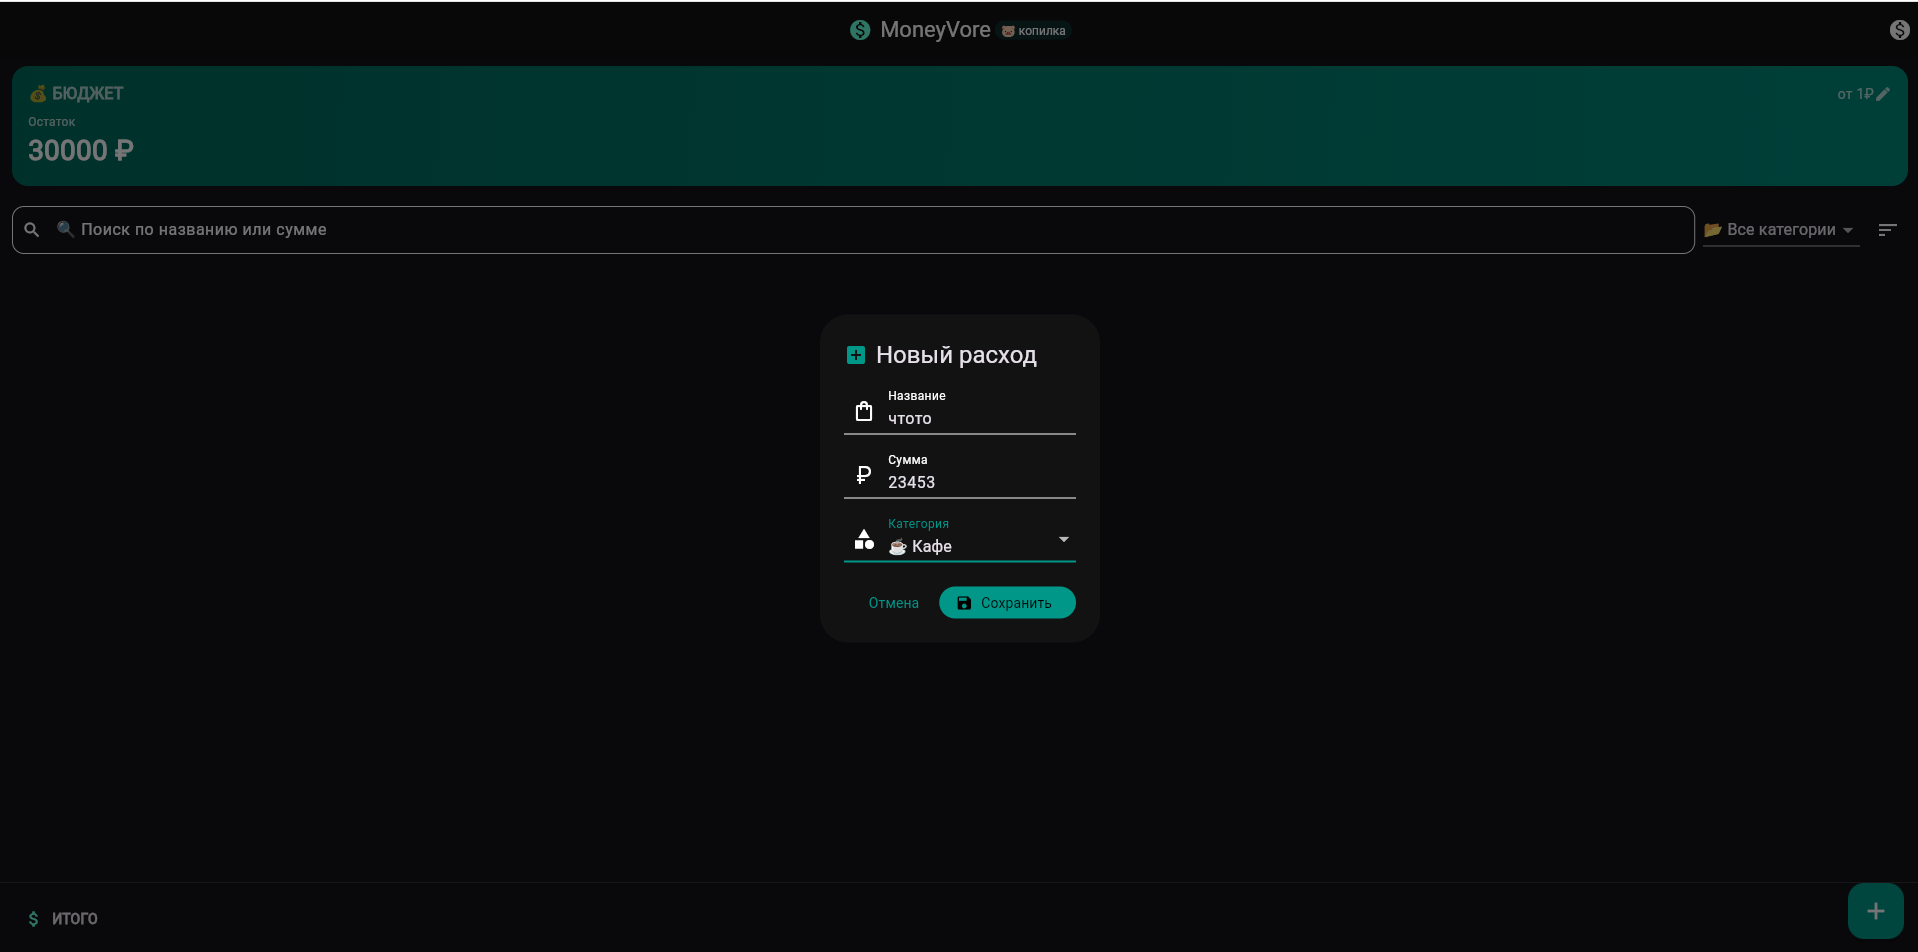 MoneyVore 🐷 копилка
💰 БЮДЖЕТ
от 1₽
Остаток
30000 ₽
🔍 Поиск по названию или сумме
📂 Все категории
Новый расход
Название
чтото
Сумма
23453
Категория
☕ Кафе
Отмена
Сохранить
ИТОГО